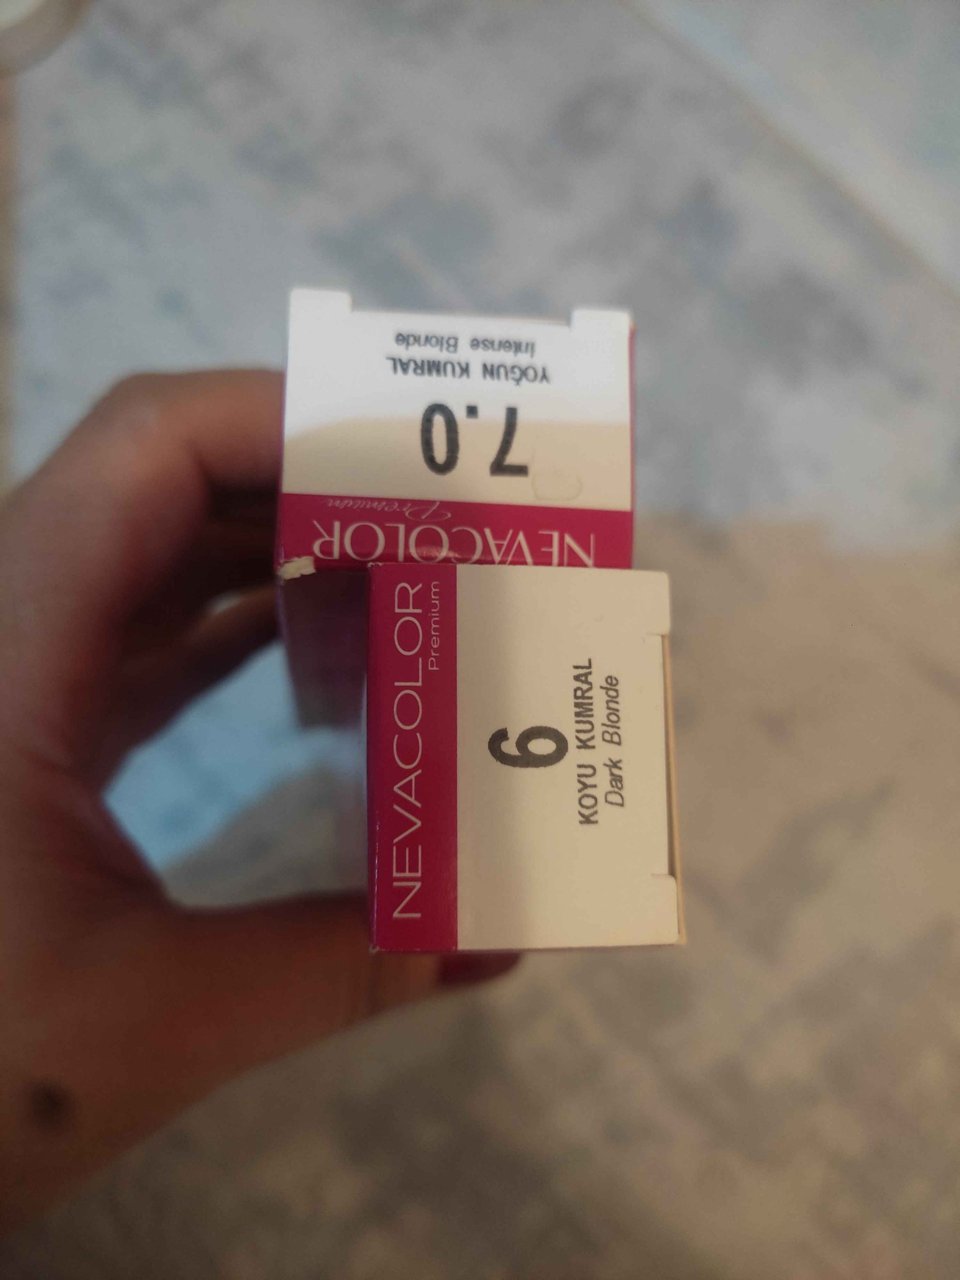 NEVACOLOR
Premium
7.0
YOĞUN KUMRAL
Intense Blonde
NEVACOLOR
Premium
6
KOYU KUMRAL
Dark Blonde